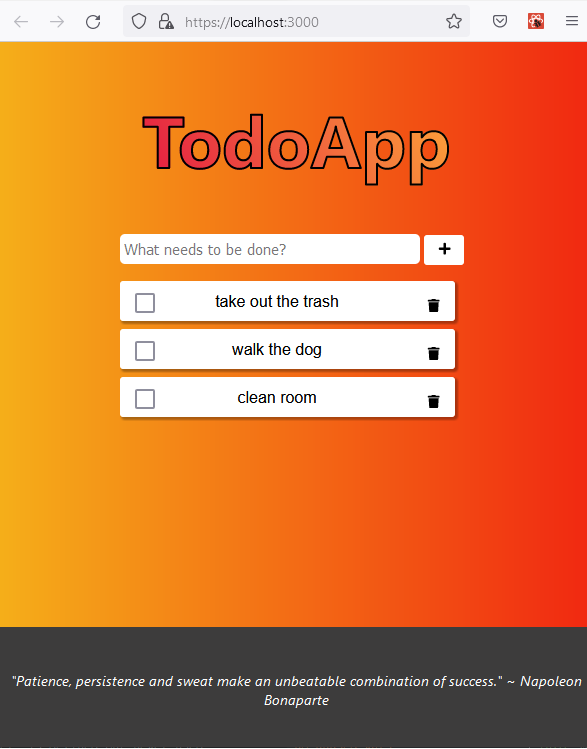 https://localhost:3000
TodoApp
What needs to be done?
+
take out the trash
walk the dog
clean room
"Patience, persistence and sweat make an unbeatable combination of success." ~ Napoleon
Bonaparte